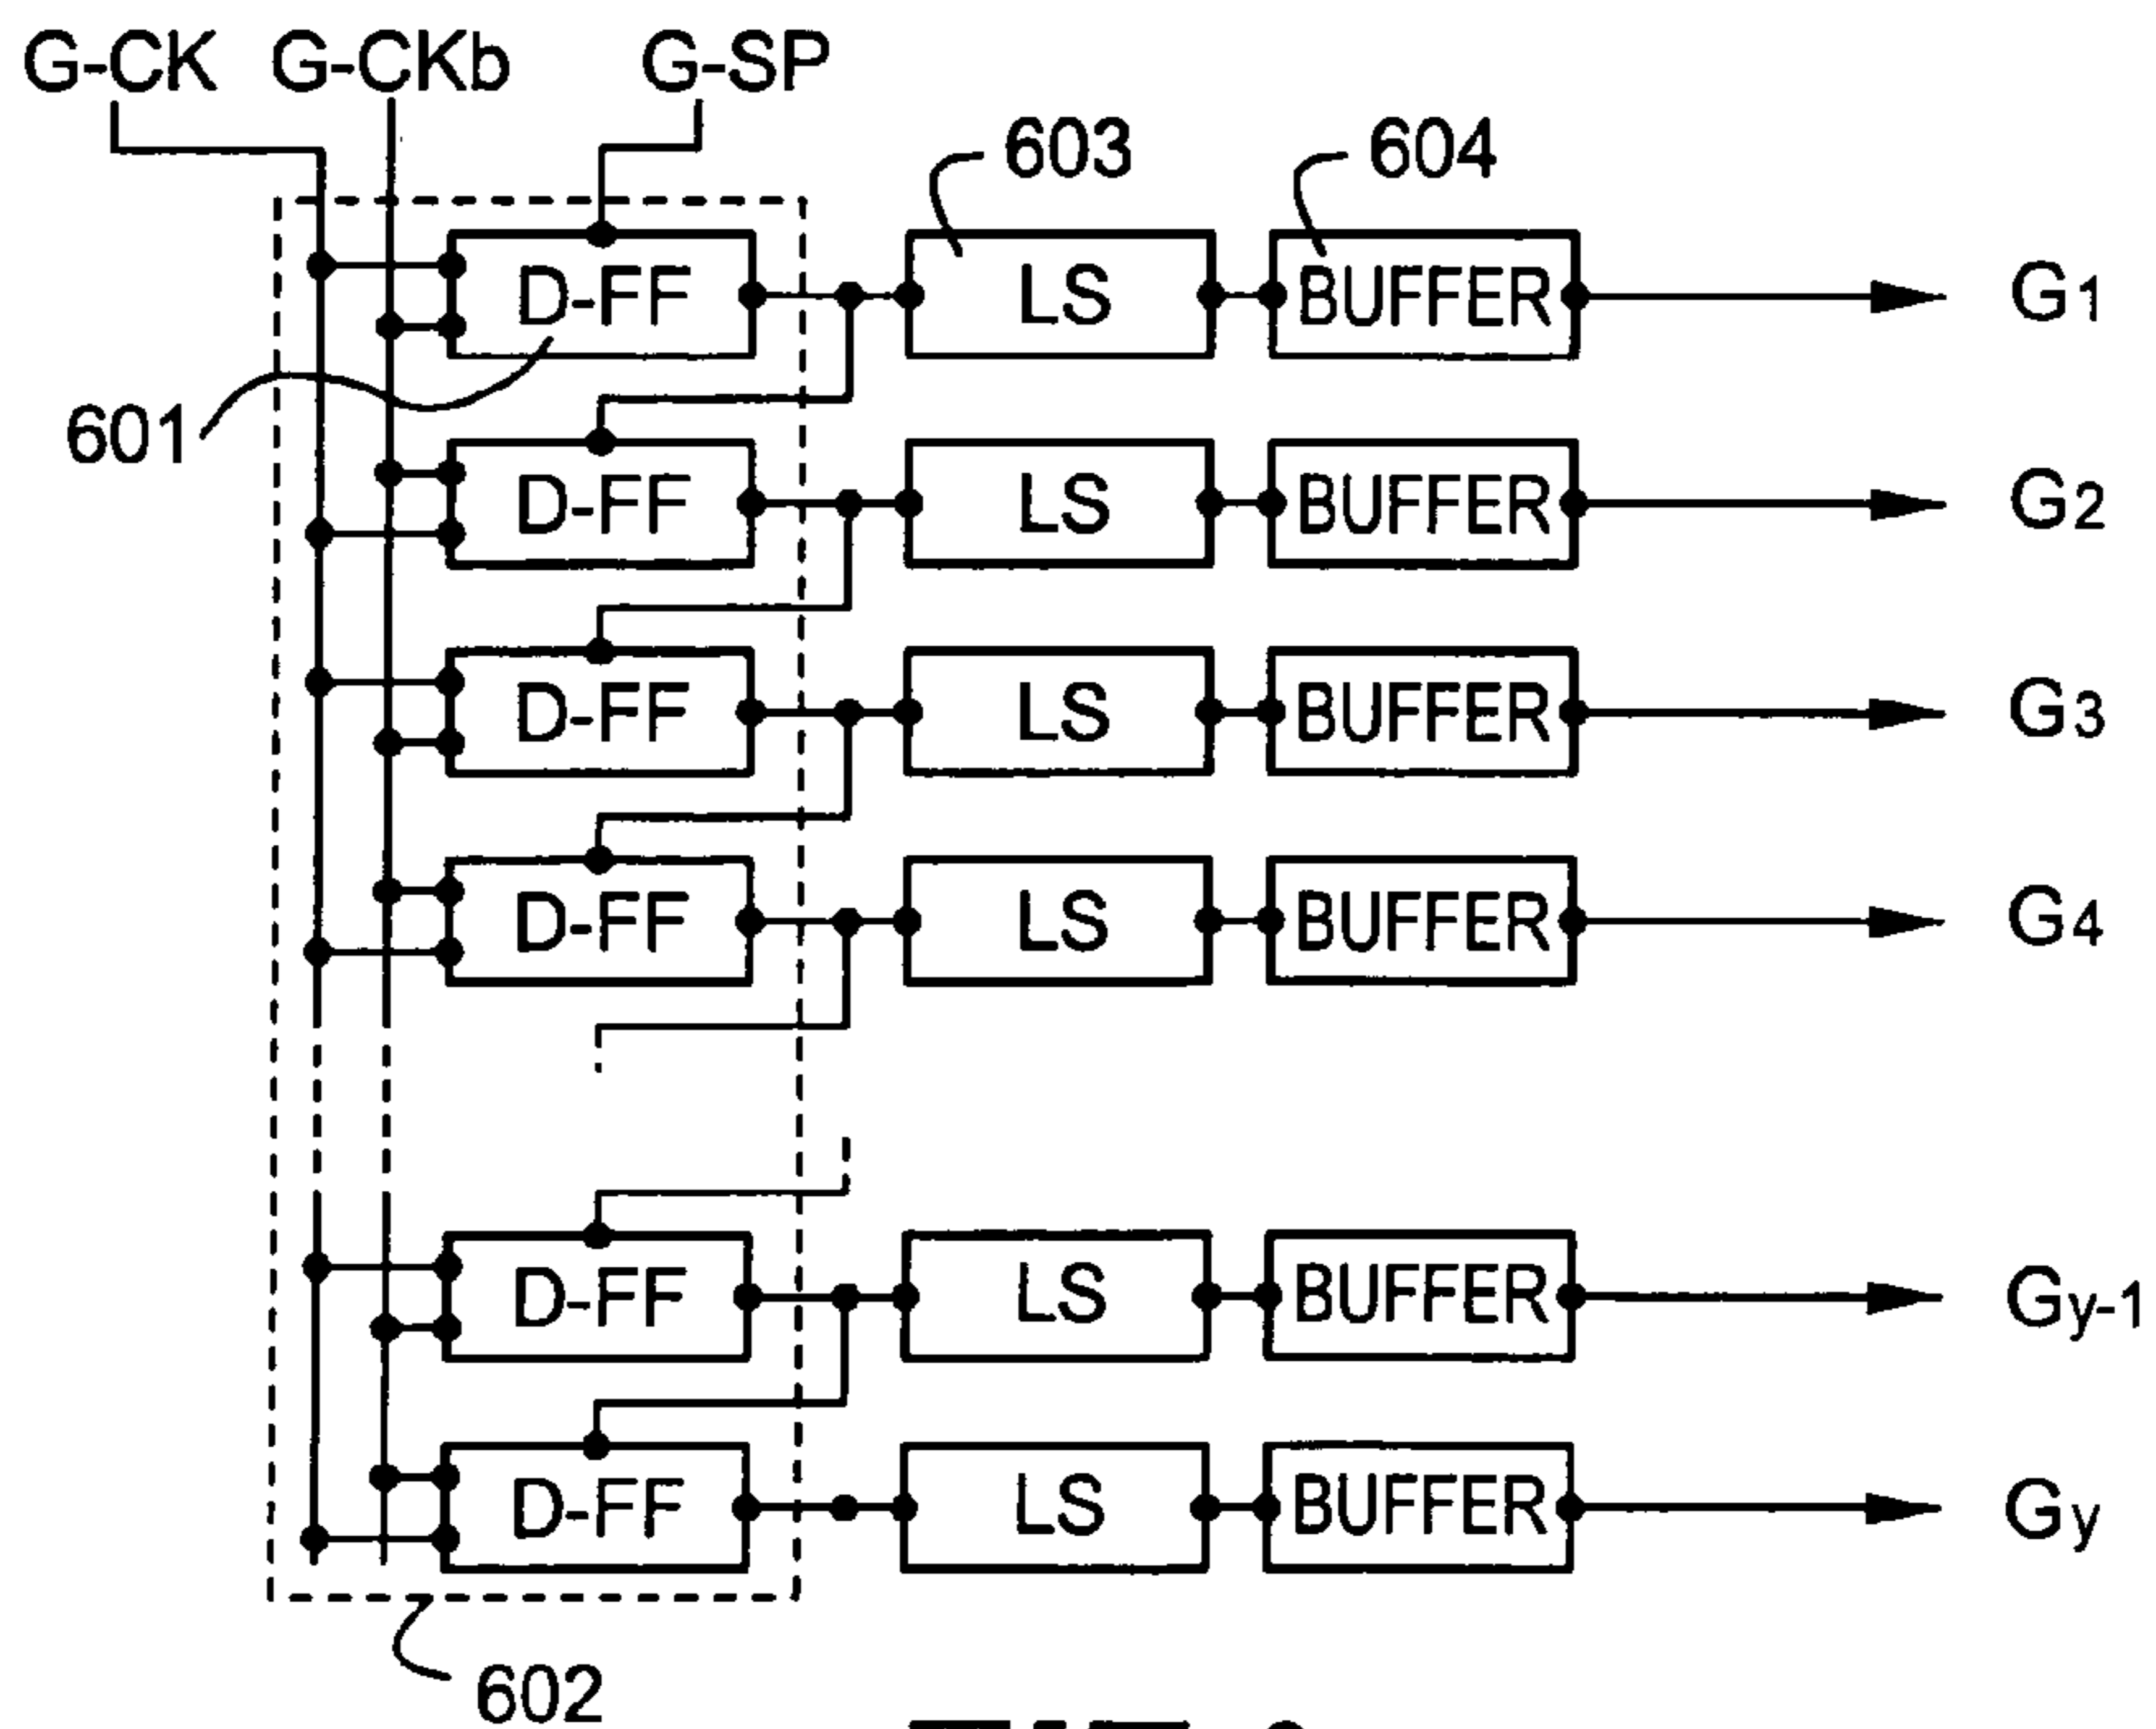 G-CK G-CKb G-SP
603 604
D-FF LS BUFFER G1
601
D-FF LS BUFFER G2
D-FF LS BUFFER G3
D-FF LS BUFFER G4
D-FF LS BUFFER Gy-1
D-FF LS BUFFER Gy
602